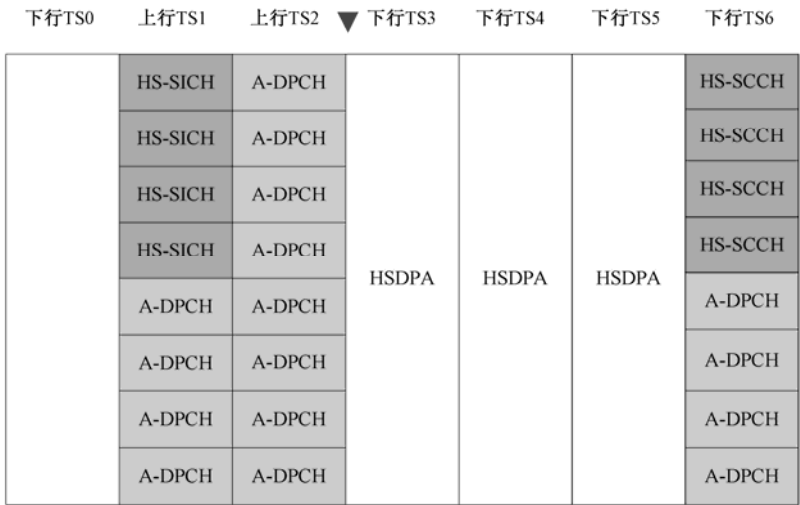 下行TS0 上行TS1 上行TS2 下行TS3 下行TS4 下行TS5 下行TS6
HS-SICH A-DPCH HS-SCCH
HS-SICH A-DPCH HS-SCCH
HS-SICH A-DPCH HS-SCCH
HS-SICH A-DPCH HS-SCCH
HSDPA HSDPA HSDPA
A-DPCH A-DPCH A-DPCH
A-DPCH A-DPCH A-DPCH
A-DPCH A-DPCH A-DPCH
A-DPCH A-DPCH A-DPCH